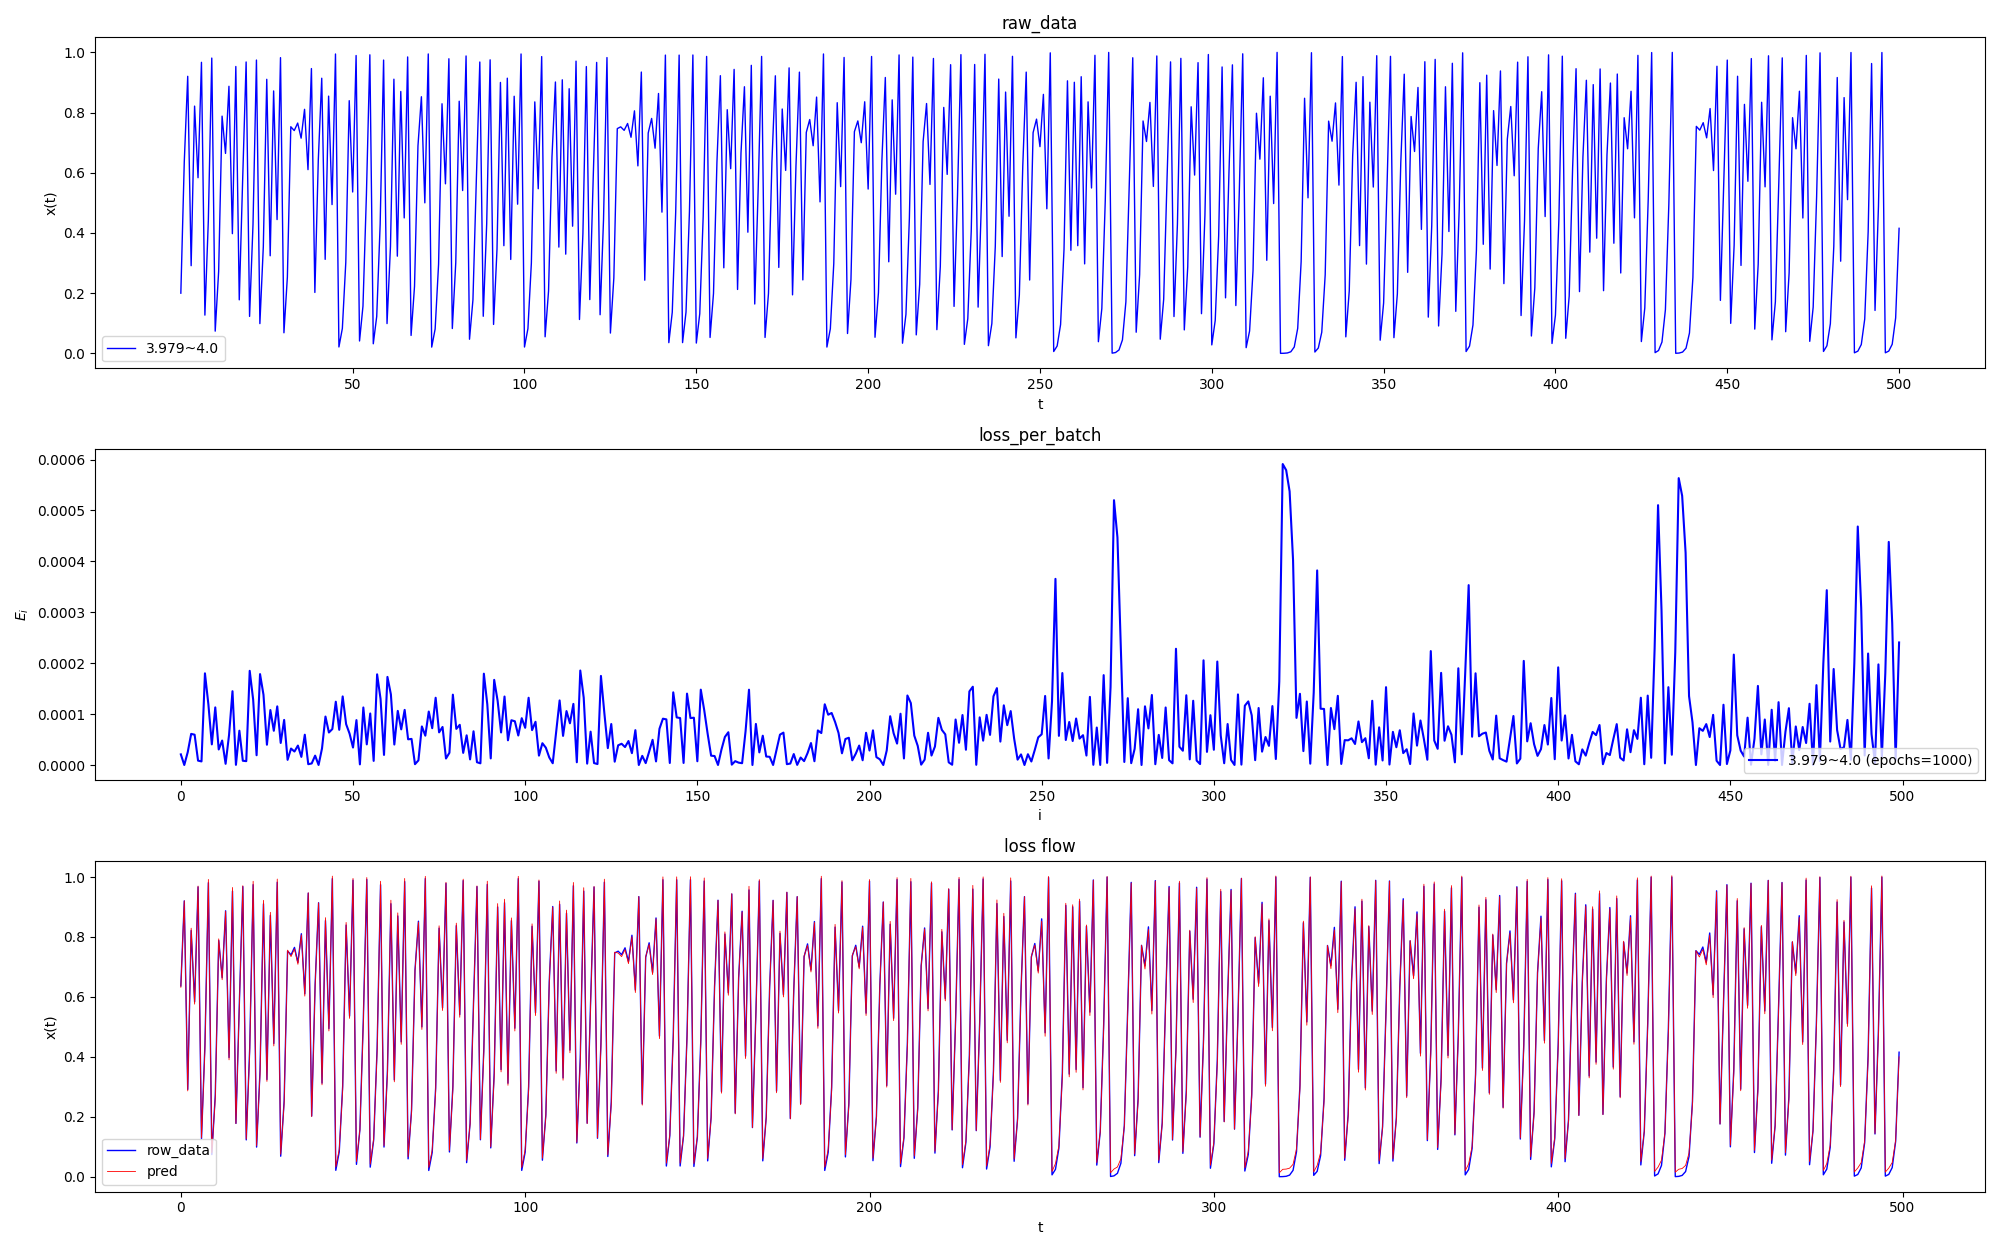 raw_data
x(t)
1.0
0.8
0.6
0.4
0.2
0.0
3.979~4.0
50 100 150 200 250 300 350 400 450 500
t
loss_per_batch
E_i
0.0006
0.0005
0.0004
0.0003
0.0002
0.0001
0.0000
3.979~4.0 (epochs=1000)
0 50 100 150 200 250 300 350 400 450 500
i
loss flow
x(t)
1.0
0.8
0.6
0.4
0.2
0.0
row_data
pred
0 100 200 300 400 500
t